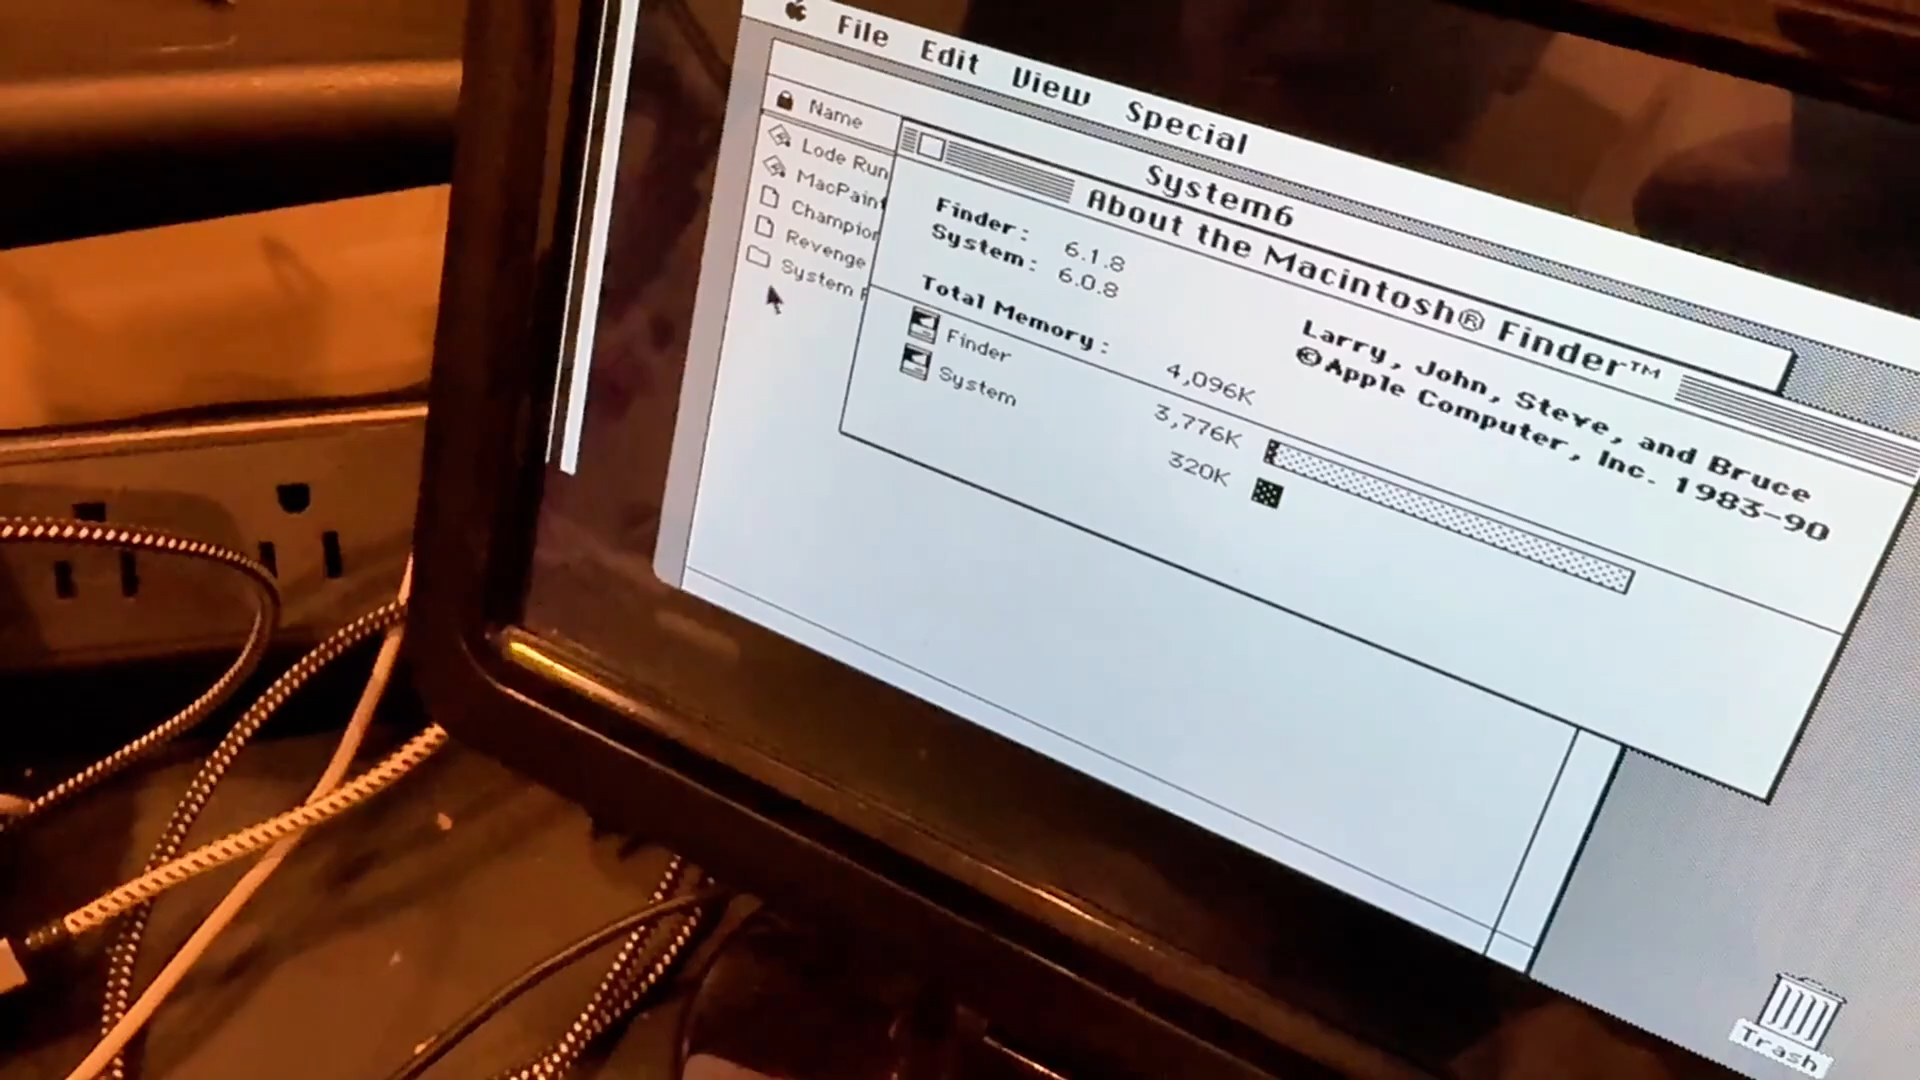 File Edit View Special
System6
Name
Lode Run
MacPaint
Champion
Revenge
System F
About the Macintosh® Finder™
Finder: 6.1.8
System: 6.0.8
Larry, John, Steve, and Bruce
©Apple Computer, Inc. 1983-90
Total Memory: 4,096K
Finder 3,776K
System 320K
Trash